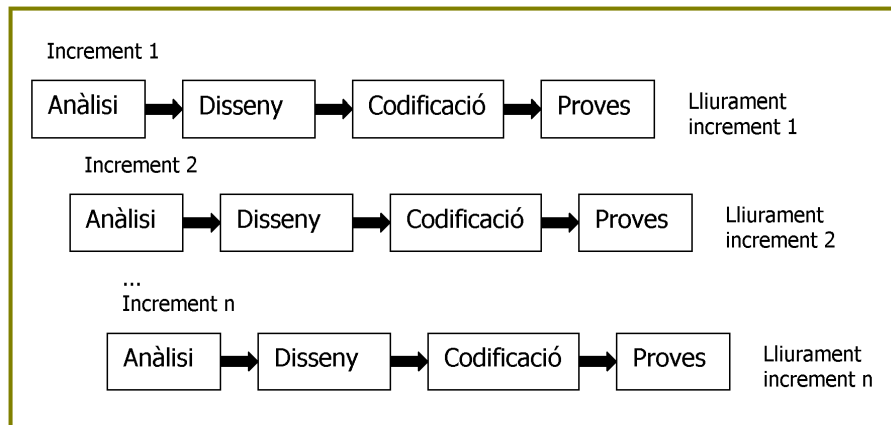 Increment 1
Anàlisi Disseny Codificació Proves Lliurament
increment 1
Increment 2
Anàlisi Disseny Codificació Proves Lliurament
increment 2
...
Increment n
Anàlisi Disseny Codificació Proves Lliurament
increment n